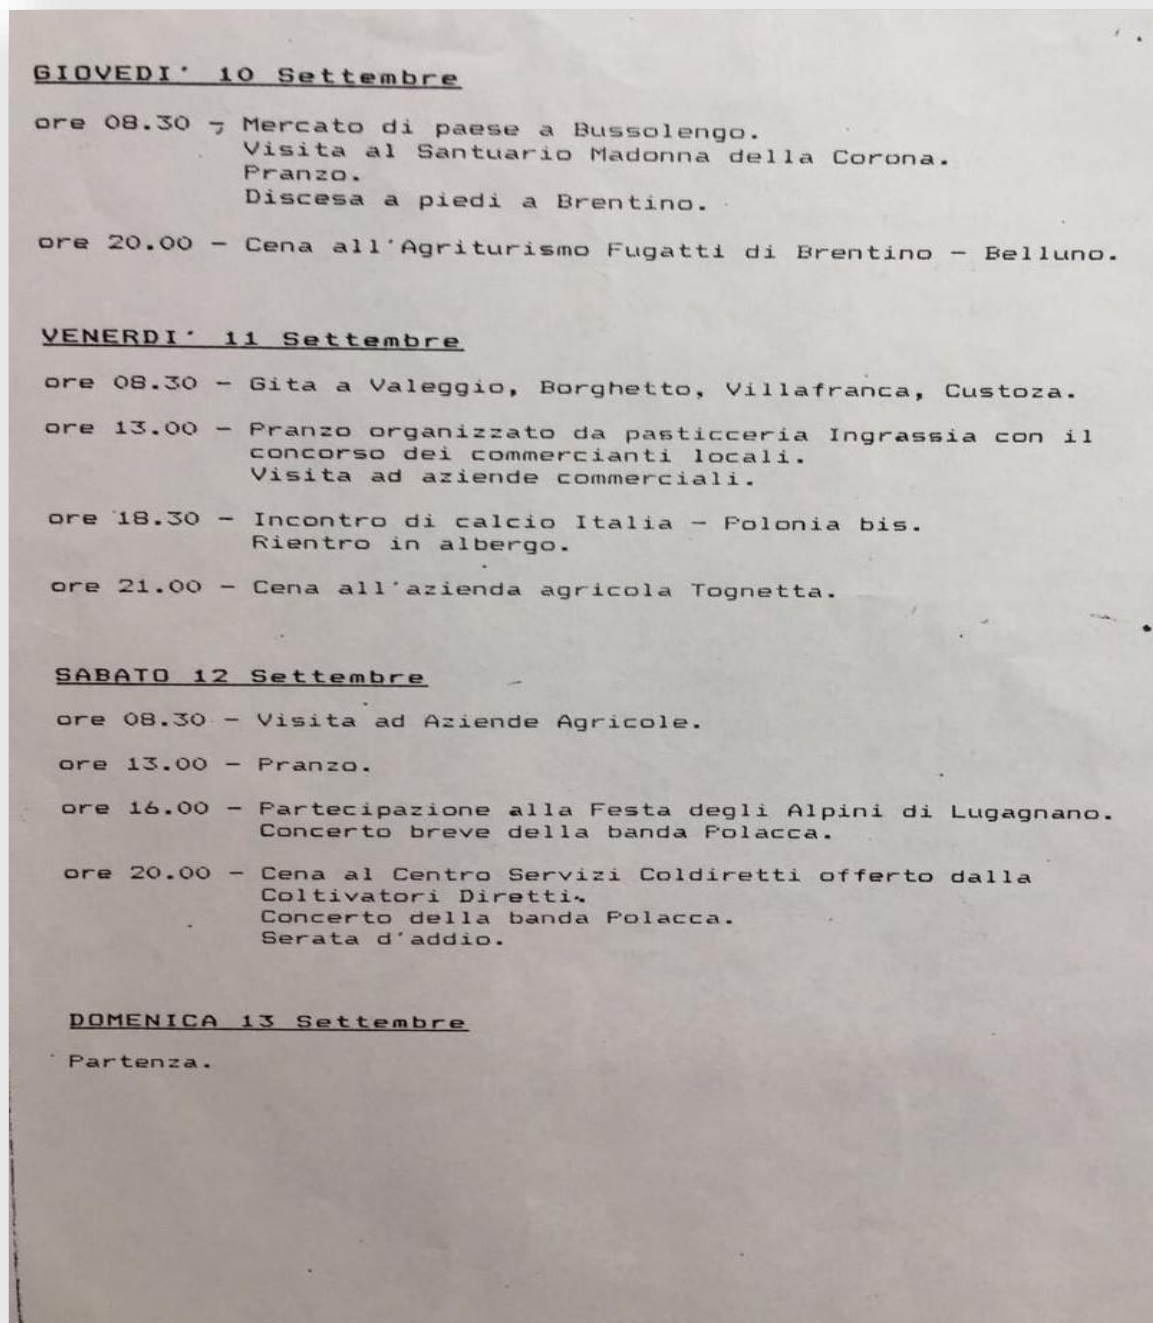 GIOVEDI' 10 Settembre
ore 08.30 - Mercato di paese a Bussolengo.
Visita al Santuario Madonna della Corona.
Pranzo.
Discesa a piedi a Brentino.
ore 20.00 - Cena all'Agriturismo Fugatti di Brentino - Belluno.
VENERDI' 11 Settembre
ore 08.30 - Gita a Valeggio, Borghetto, Villafranca, Custoza.
ore 13.00 - Pranzo organizzato da pasticceria Ingrassia con il
concorso dei commercianti locali.
Visita ad aziende commerciali.
ore 18.30 - Incontro di calcio Italia - Polonia bis.
Rientro in albergo.
ore 21.00 - Cena all'azienda agricola Tognetta.
SABATO 12 Settembre
ore 08.30 - Visita ad Aziende Agricole.
ore 13.00 - Pranzo.
ore 16.00 - Partecipazione alla Festa degli Alpini di Lugagnano.
Concerto breve della banda Polacca.
ore 20.00 - Cena al Centro Servizi Coldiretti offerto dalla
Coltivatori Diretti.
Concerto della banda Polacca.
Serata d'addio.
DOMENICA 13 Settembre
Partenza.